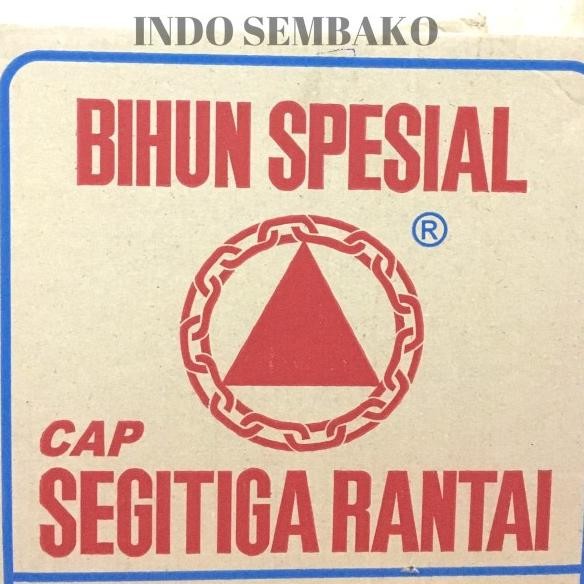 INDO SEMBAKO
BIHUN SPESIAL
®
CAP
SEGITIGA RANTAI